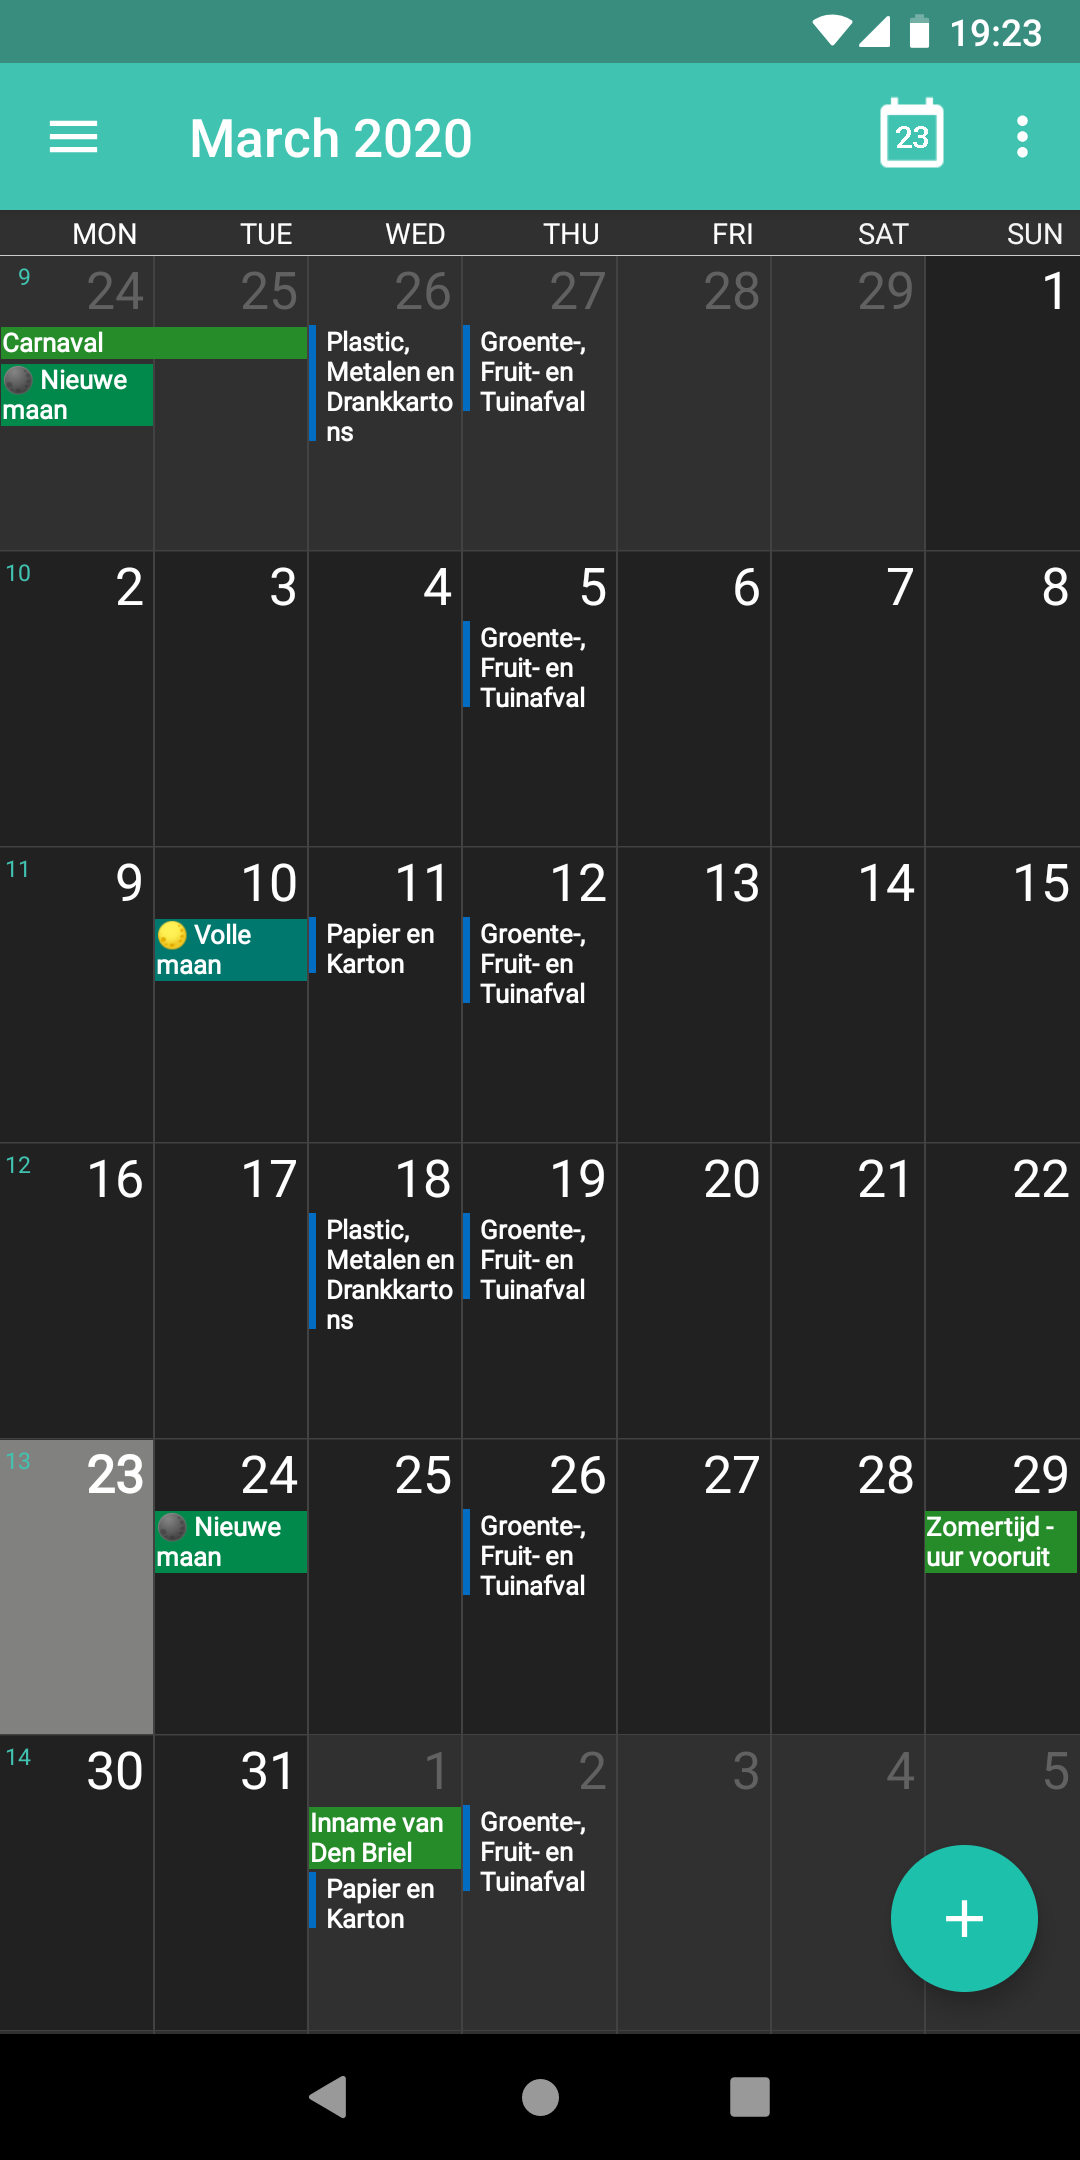 19:23
March 2020
23
MON TUE WED THU FRI SAT SUN
9 24 25 26 27 28 29 1
Carnaval
Nieuwe
maan
Plastic,
Metalen en
Drankkarto
ns
Groente-,
Fruit- en
Tuinafval
10 2 3 4 5 6 7 8
Groente-,
Fruit- en
Tuinafval
11 9 10 11 12 13 14 15
Volle
maan
Papier en
Karton
Groente-,
Fruit- en
Tuinafval
12 16 17 18 19 20 21 22
Plastic,
Metalen en
Drankkarto
ns
Groente-,
Fruit- en
Tuinafval
13 23 24 25 26 27 28 29
Nieuwe
maan
Groente-,
Fruit- en
Tuinafval
Zomertijd -
uur vooruit
14 30 31 1 2 3 4 5
Inname van
Den Briel
Papier en
Karton
Groente-,
Fruit- en
Tuinafval